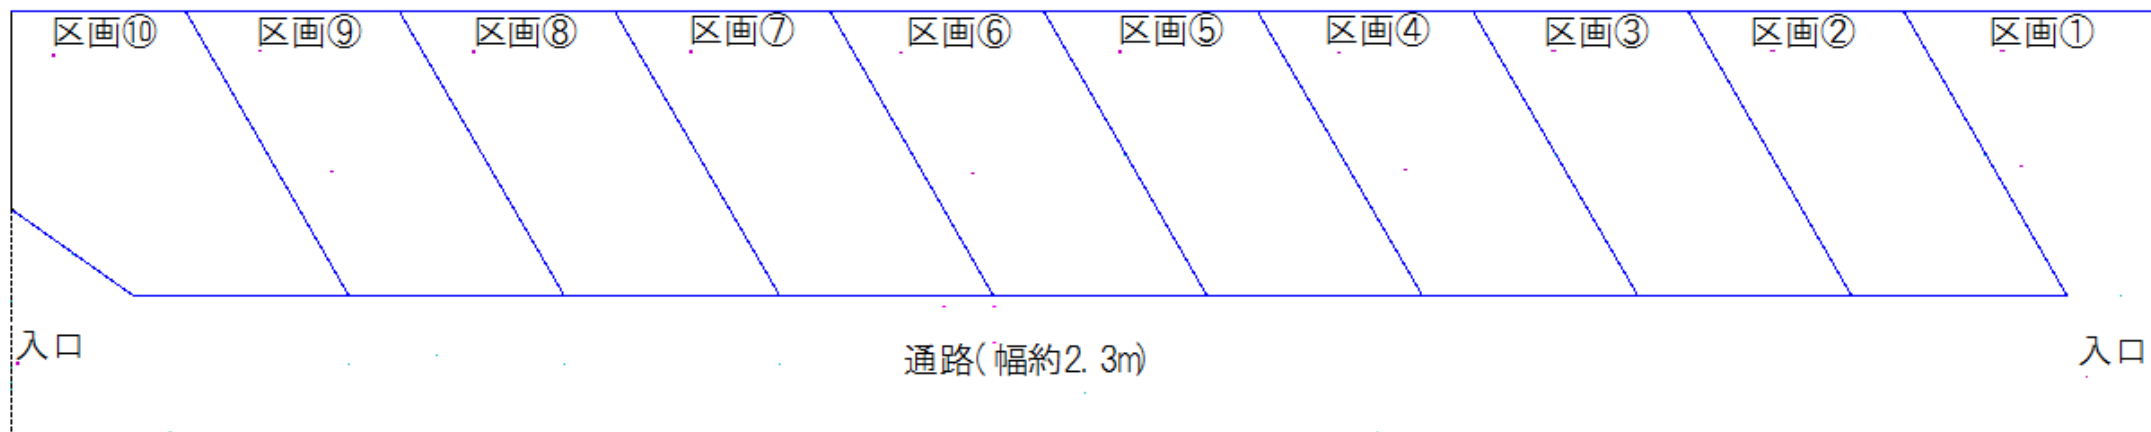 区画⑩ 区画⑨ 区画⑧ 区画⑦ 区画⑥ 区画⑤ 区画④ 区画③ 区画② 区画①
入口 通路(幅約2.3m) 入口